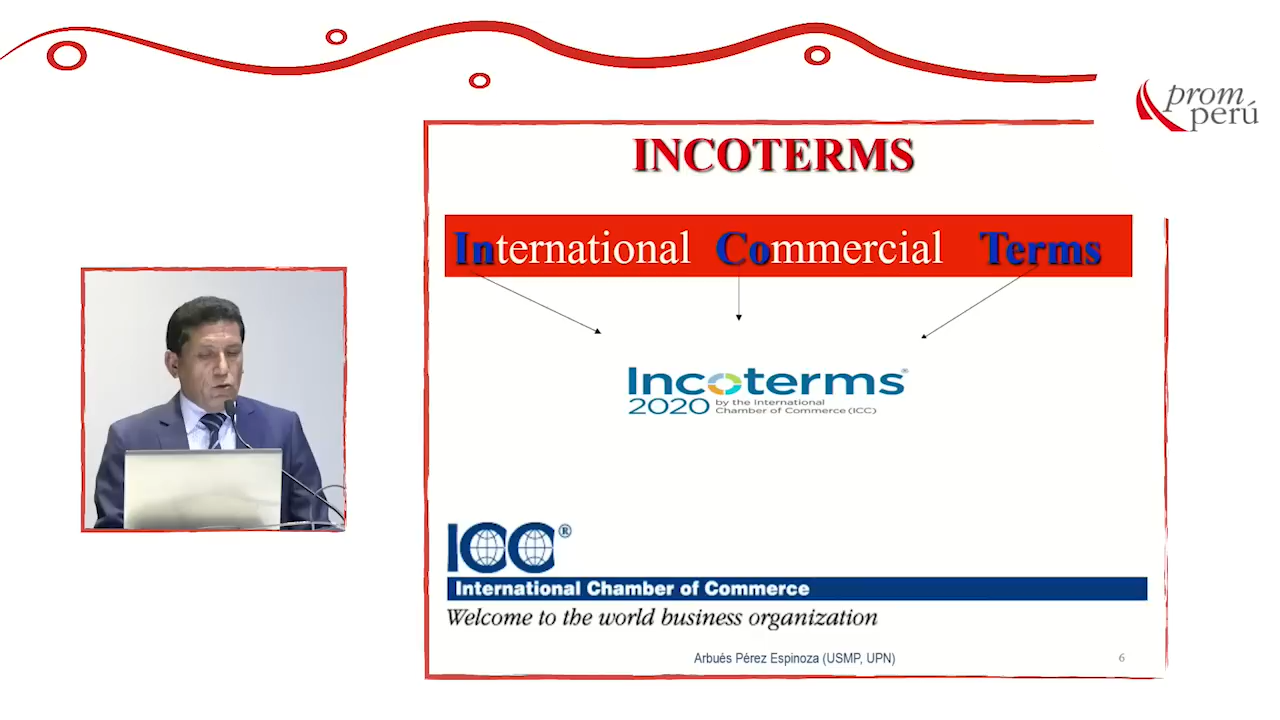 prom
perú
INCOTERMS
International Commercial Terms
Incoterms®
2020 by the International
Chamber of Commerce (ICC)
ICC®
International Chamber of Commerce
Welcome to the world business organization
Arbués Pérez Espinoza (USMP, UPN)
6